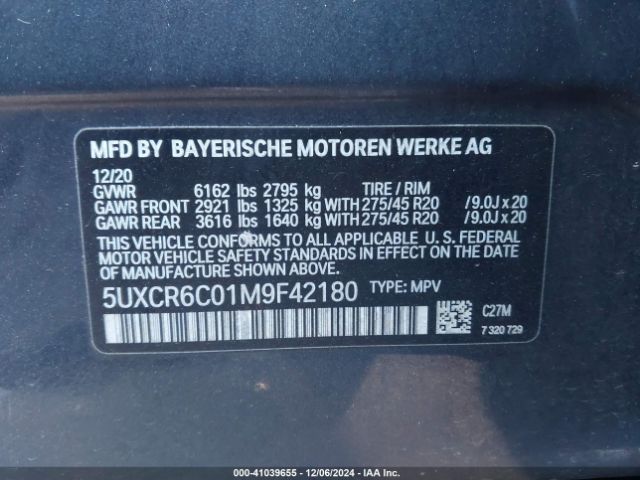 MFD BY BAYERISCHE MOTOREN WERKE AG
12/20
GVWR 6162 lbs 2795 kg TIRE / RIM
GAWR FRONT 2921 lbs 1325 kg WITH 275/45 R20 /9.0J x 20
GAWR REAR 3616 lbs 1640 kg WITH 275/45 R20 /9.0J x 20
THIS VEHICLE CONFORMS TO ALL APPLICABLE U. S. FEDERAL
MOTOR VEHICLE SAFETY STANDARDS IN EFFECT ON THE DATE OF
MANUFACTURE SHOWN ABOVE.
5UXCR6C01M9F42180 TYPE: MPV
C27M
7 320 729
000-41039655 - 12/06/2024 - IAAI.COM